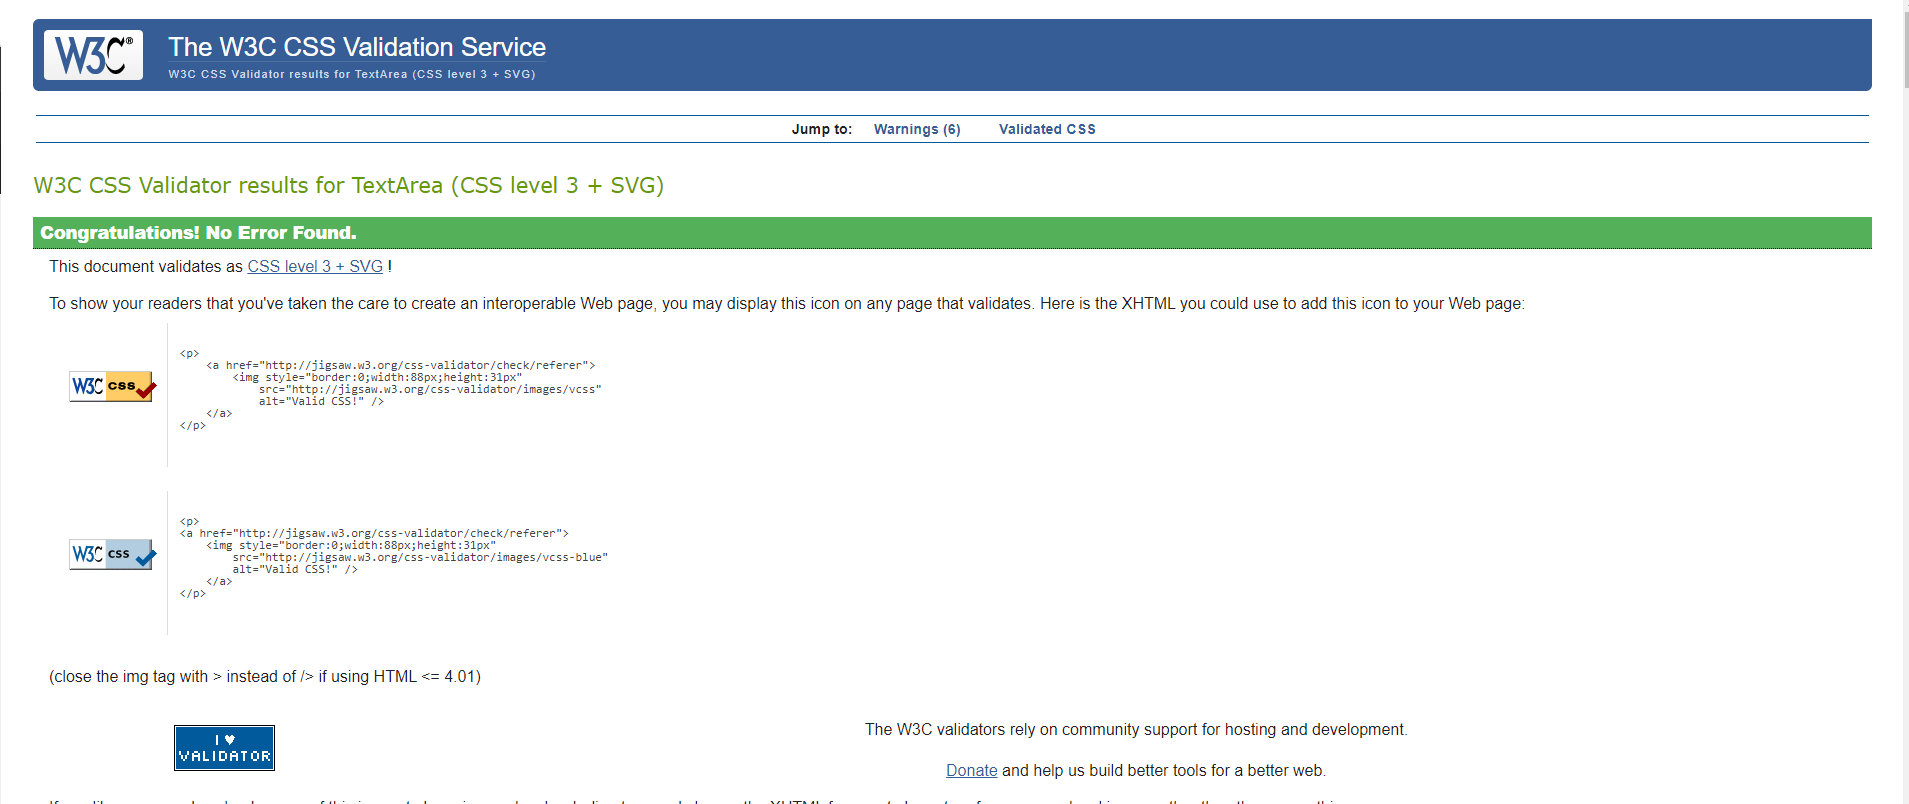 W3C®
The W3C CSS Validation Service
W3C CSS Validator results for TextArea (CSS level 3 + SVG)
Jump to: Warnings (6) Validated CSS
W3C CSS Validator results for TextArea (CSS level 3 + SVG)
Congratulations! No Error Found.
This document validates as CSS level 3 + SVG !
To show your readers that you've taken the care to create an interoperable Web page, you may display this icon on any page that validates. Here is the XHTML you could use to add this icon to your Web page:
W3C css
<p>
<a href="http://jigsaw.w3.org/css-validator/check/referer">
<img style="border:0;width:88px;height:31px"
src="http://jigsaw.w3.org/css-validator/images/vcss"
alt="Valid CSS!" />
</a>
</p>
W3C css
<p>
<a href="http://jigsaw.w3.org/css-validator/check/referer">
<img style="border:0;width:88px;height:31px"
src="http://jigsaw.w3.org/css-validator/images/vcss-blue"
alt="Valid CSS!" />
</a>
</p>
(close the img tag with > instead of /> if using HTML <= 4.01)
I ♥
VALIDATOR
The W3C validators rely on community support for hosting and development.
Donate and help us build better tools for a better web.